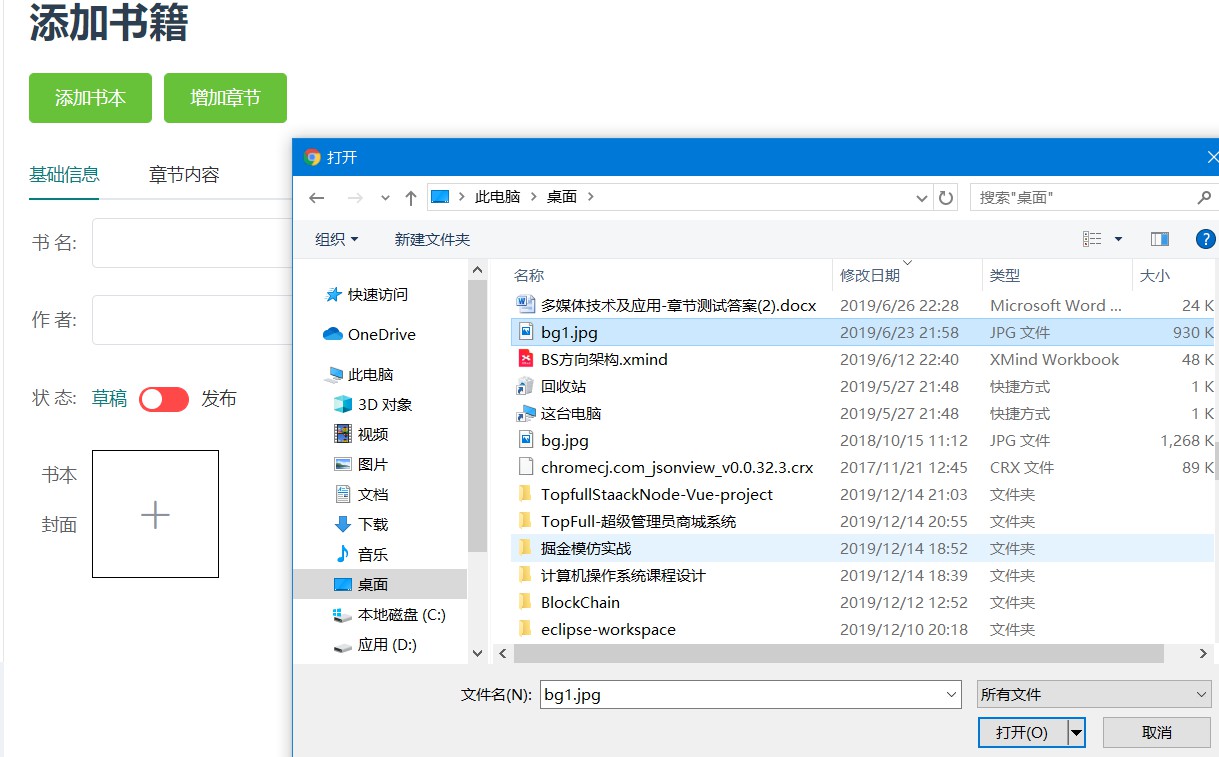 添加书籍
添加书本 增加章节
基础信息 章节内容
书 名:
作 者:
状 态: 草稿 发布
书本
封面
打开
此电脑 桌面
搜索"桌面"
组织 新建文件夹
快速访问
OneDrive
此电脑
3D 对象
视频
图片
文档
下载
音乐
桌面
本地磁盘 (C:)
应用 (D:)
名称 修改日期 类型 大小
多媒体技术及应用-章节测试答案(2).docx 2019/6/26 22:28 Microsoft Word ... 24 K
bg1.jpg 2019/6/23 21:58 JPG 文件 930 K
BS方向架构.xmind 2019/6/12 22:40 XMind Workbook 48 K
回收站 2019/5/27 21:48 快捷方式 1 K
这台电脑 2019/5/27 21:48 快捷方式 1 K
bg.jpg 2018/10/15 11:12 JPG 文件 1,268 K
chromecj.com_jsonview_v0.0.32.3.crx 2017/11/21 12:45 CRX 文件 89 K
TopfullStaackNode-Vue-project 2019/12/14 21:03 文件夹
TopFull-超级管理员商城系统 2019/12/14 20:55 文件夹
掘金模仿实战 2019/12/14 18:52 文件夹
计算机操作系统课程设计 2019/12/14 18:39 文件夹
BlockChain 2019/12/12 12:52 文件夹
eclipse-workspace 2019/12/10 20:18 文件夹
文件名(N): bg1.jpg 所有文件
打开(O) 取消